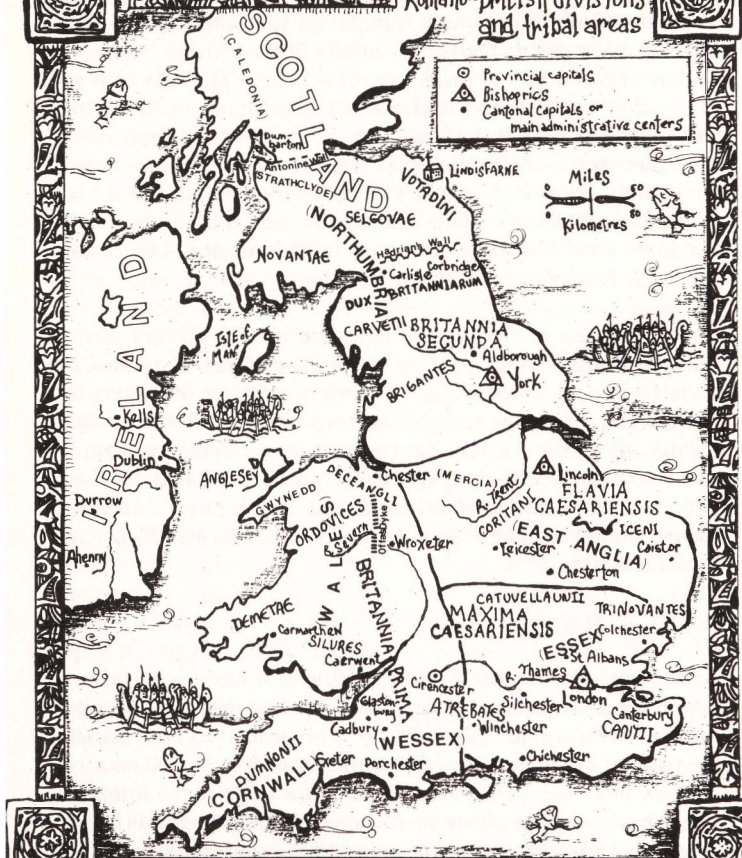 Romano-British divisions
and tribal areas
Provincial capitals
Bishoprics
Cantonal Capitals or
main administrative centers
SCOTLAND
(CALEDONIA)
Dum-
barton
Antonine Wall
STRATHCLYDE
LINDISFARNE
VOTADINI
Miles
50
80
Kilometres
SELGOVAE
(NORTHUMBRIA)
NOVANTAE
Hadrian's Wall
Corbridge
Carlisle
DUX BRITANNIARUM
CARVETII
BRITANNIA
SECUNDA
Aldborough
BRIGANTES
York
ISLE of
MAN
IRELAND
Kells
Dublin
Durrow
Ahenny
ANGLESEY
GWYNEDD
DECEANGLI
Chester
(MERCIA)
R. Trent
Lincoln
FLAVIA
CAESARIENSIS
CORITANI
ICENI
(EAST ANGLIA)
Leicester
Caistor
Chesterton
ORDOVICES
R. Severn
Offa's Dyke
Wroxeter
(WALES)
BRITANNIA
PRIMA
DEMETAE
Carmarthen
SILURES
Caerwent
CATUVELLAUNII
MAXIMA
CAESARIENSIS
TRINOVANTES
Colchester
(ESSEX)
St Albans
R. Thames
London
Cirencester
ATREBATES
Silchester
Winchester
Canterbury
CANTII
Glaston
bury
Cadbury
(WESSEX)
Chichester
Dorchester
Exeter
DUMNONII
(CORNWALL)